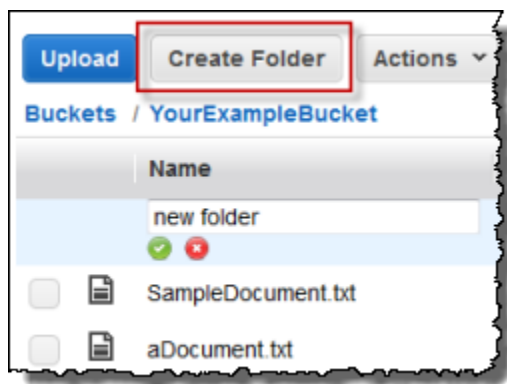 Upload Create Folder Actions
Buckets / YourExampleBucket
Name
new folder
SampleDocument.txt
aDocument.txt